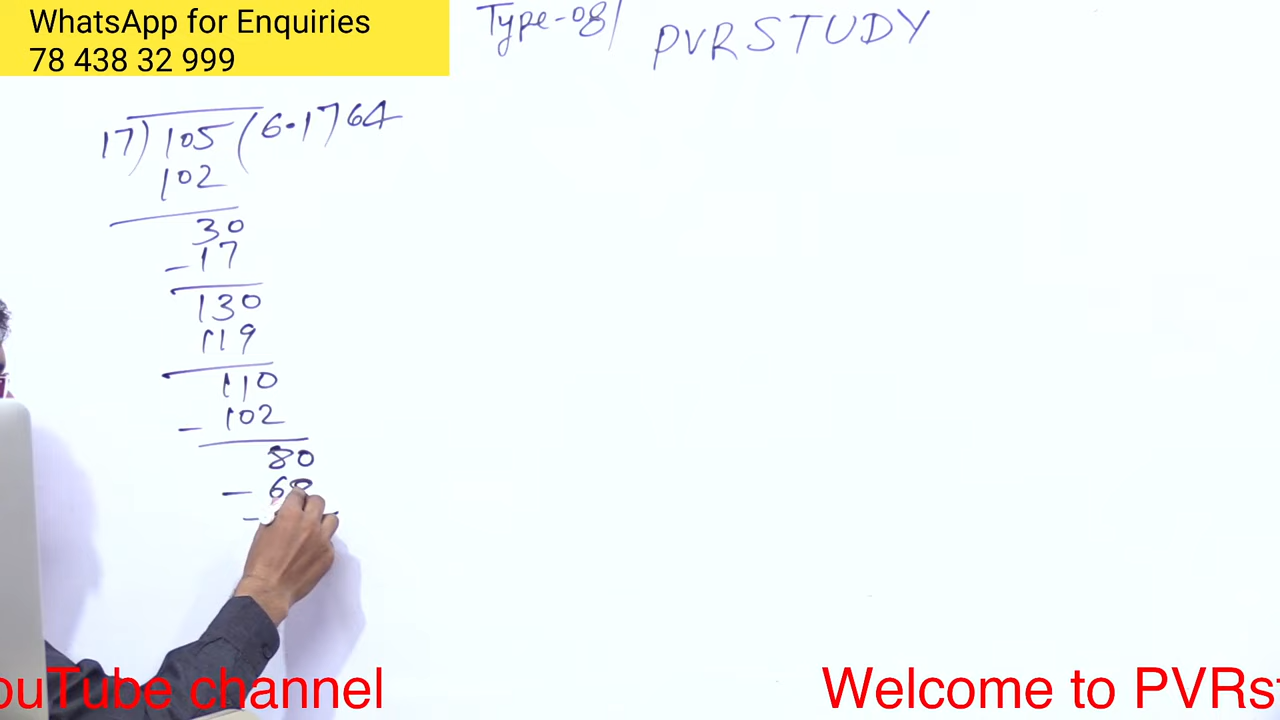 WhatsApp for Enquiries
78 438 32 999
Type-08/ PVRSTUDY
17)105(6.1764
102
30
-17
130
119
110
-102
80
-68
ouTube channel
Welcome to PVRst